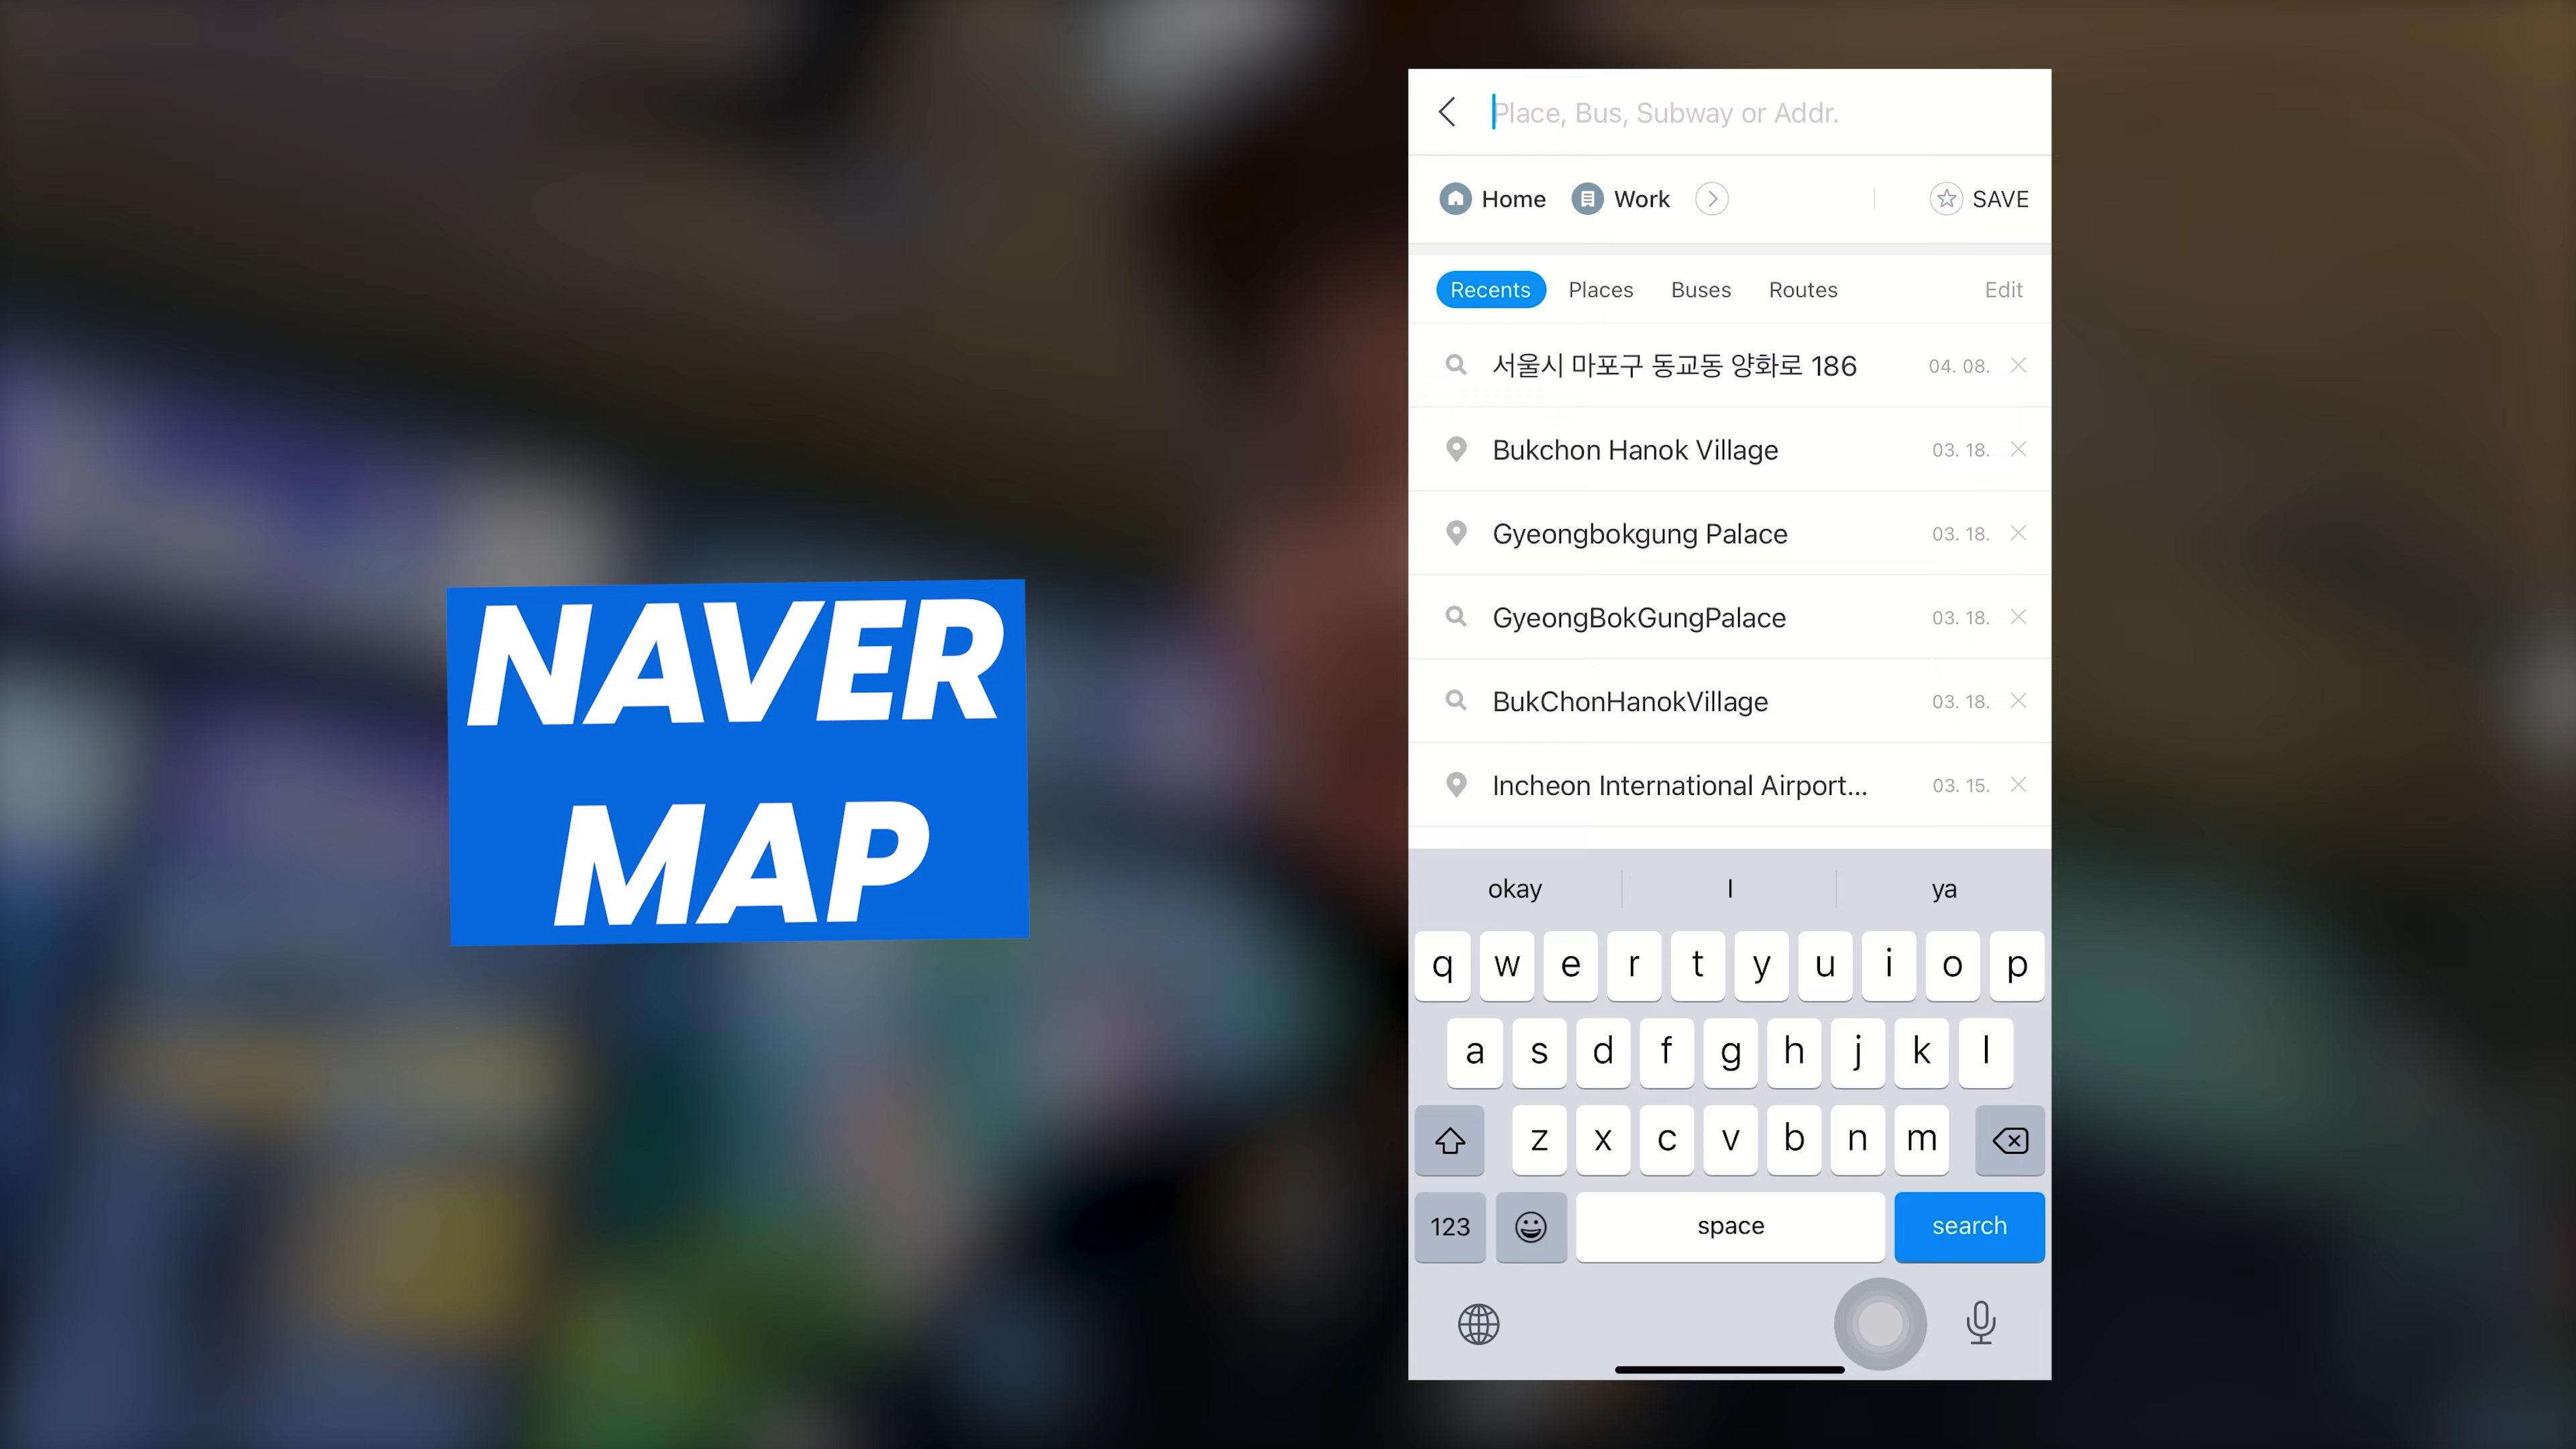 NAVER
MAP
Place, Bus, Subway or Addr.
Home Work SAVE
Recents Places Buses Routes Edit
서울시 마포구 동교동 양화로 186 04. 08.
Bukchon Hanok Village 03. 18.
Gyeongbokgung Palace 03. 18.
GyeongBokGungPalace 03. 18.
BukChonHanokVillage 03. 18.
Incheon International Airport... 03. 15.
okay I ya
q w e r t y u i o p
a s d f g h j k l
z x c v b n m
123 space search